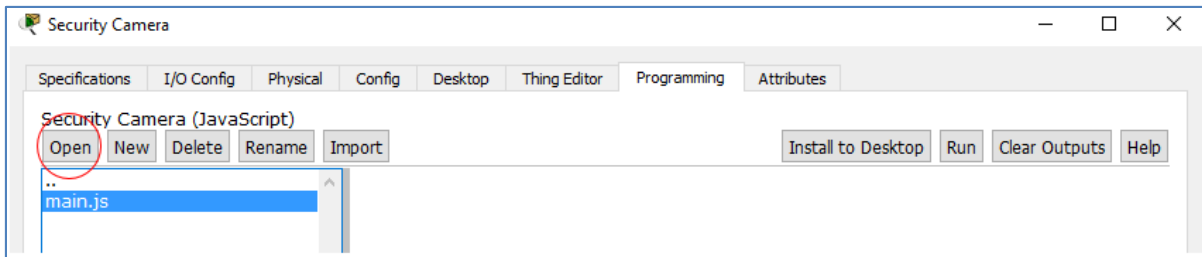 Security Camera
Specifications I/O Config Physical Config Desktop Thing Editor Programming Attributes
Security Camera (JavaScript)
Open New Delete Rename Import Install to Desktop Run Clear Outputs Help
..
main.js